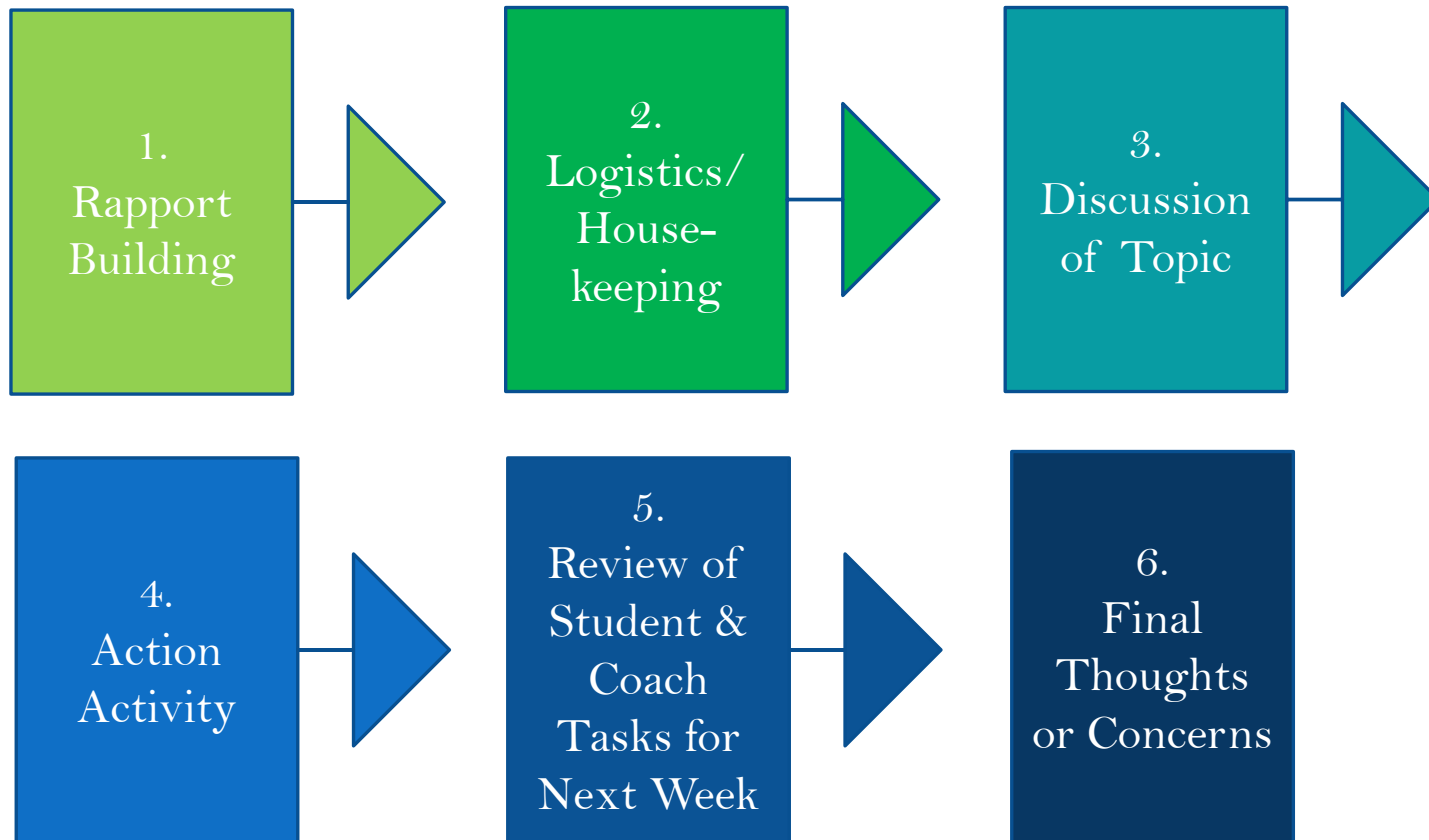 1.
Rapport
Building
2.
Logistics/
House-
keeping
3.
Discussion
of Topic
4.
Action
Activity
5.
Review of
Student &
Coach
Tasks for
Next Week
6.
Final
Thoughts
or Concerns